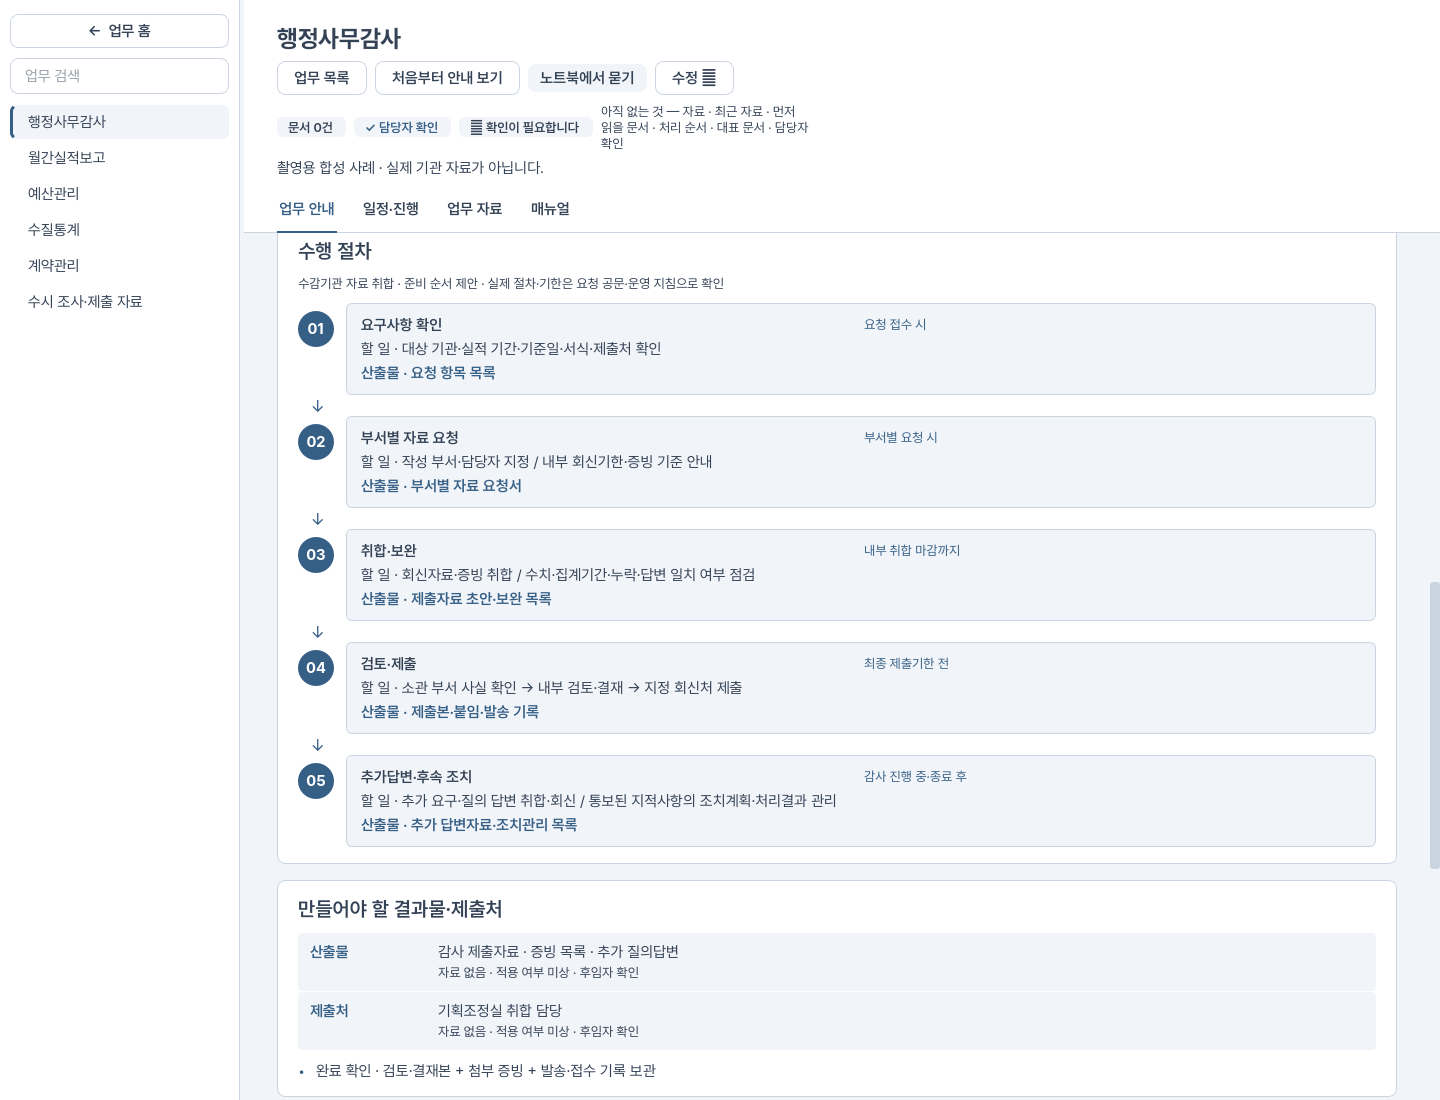 ← 업무 홈
업무 검색
행정사무감사
월간실적보고
예산관리
수질통계
계약관리
수시 조사·제출 자료
행정사무감사
업무 목록
처음부터 안내 보기
노트북에서 묻기
수정
문서 0건
✓ 담당자 확인
확인이 필요합니다
아직 없는 것 — 자료 · 최근 자료 · 먼저
읽을 문서 · 처리 순서 · 대표 문서 · 담당자
확인
촬영용 합성 사례 · 실제 기관 자료가 아닙니다.
업무 안내
일정·진행
업무 자료
매뉴얼
수행 절차
수감기관 자료 취합 · 준비 순서 제안 · 실제 절차·기한은 요청 공문·운영 지침으로 확인
01
요구사항 확인
요청 접수 시
할 일 · 대상 기관·실적 기간·기준일·서식·제출처 확인
산출물 · 요청 항목 목록
↓
02
부서별 자료 요청
부서별 요청 시
할 일 · 작성 부서·담당자 지정 / 내부 회신기한·증빙 기준 안내
산출물 · 부서별 자료 요청서
↓
03
취합·보완
내부 취합 마감까지
할 일 · 회신자료·증빙 취합 / 수치·집계기간·누락·답변 일치 여부 점검
산출물 · 제출자료 초안·보완 목록
↓
04
검토·제출
최종 제출기한 전
할 일 · 소관 부서 사실 확인 → 내부 검토·결재 → 지정 회신처 제출
산출물 · 제출본·붙임·발송 기록
↓
05
추가답변·후속 조치
감사 진행 중·종료 후
할 일 · 추가 요구·질의 답변 취합·회신 / 통보된 지적사항의 조치계획·처리결과 관리
산출물 · 추가 답변자료·조치관리 목록
만들어야 할 결과물·제출처
산출물
감사 제출자료 · 증빙 목록 · 추가 질의답변
자료 없음 · 적용 여부 미상 · 후임자 확인
제출처
기획조정실 취합 담당
자료 없음 · 적용 여부 미상 · 후임자 확인
• 완료 확인 · 검토·결재본 + 첨부 증빙 + 발송·접수 기록 보관